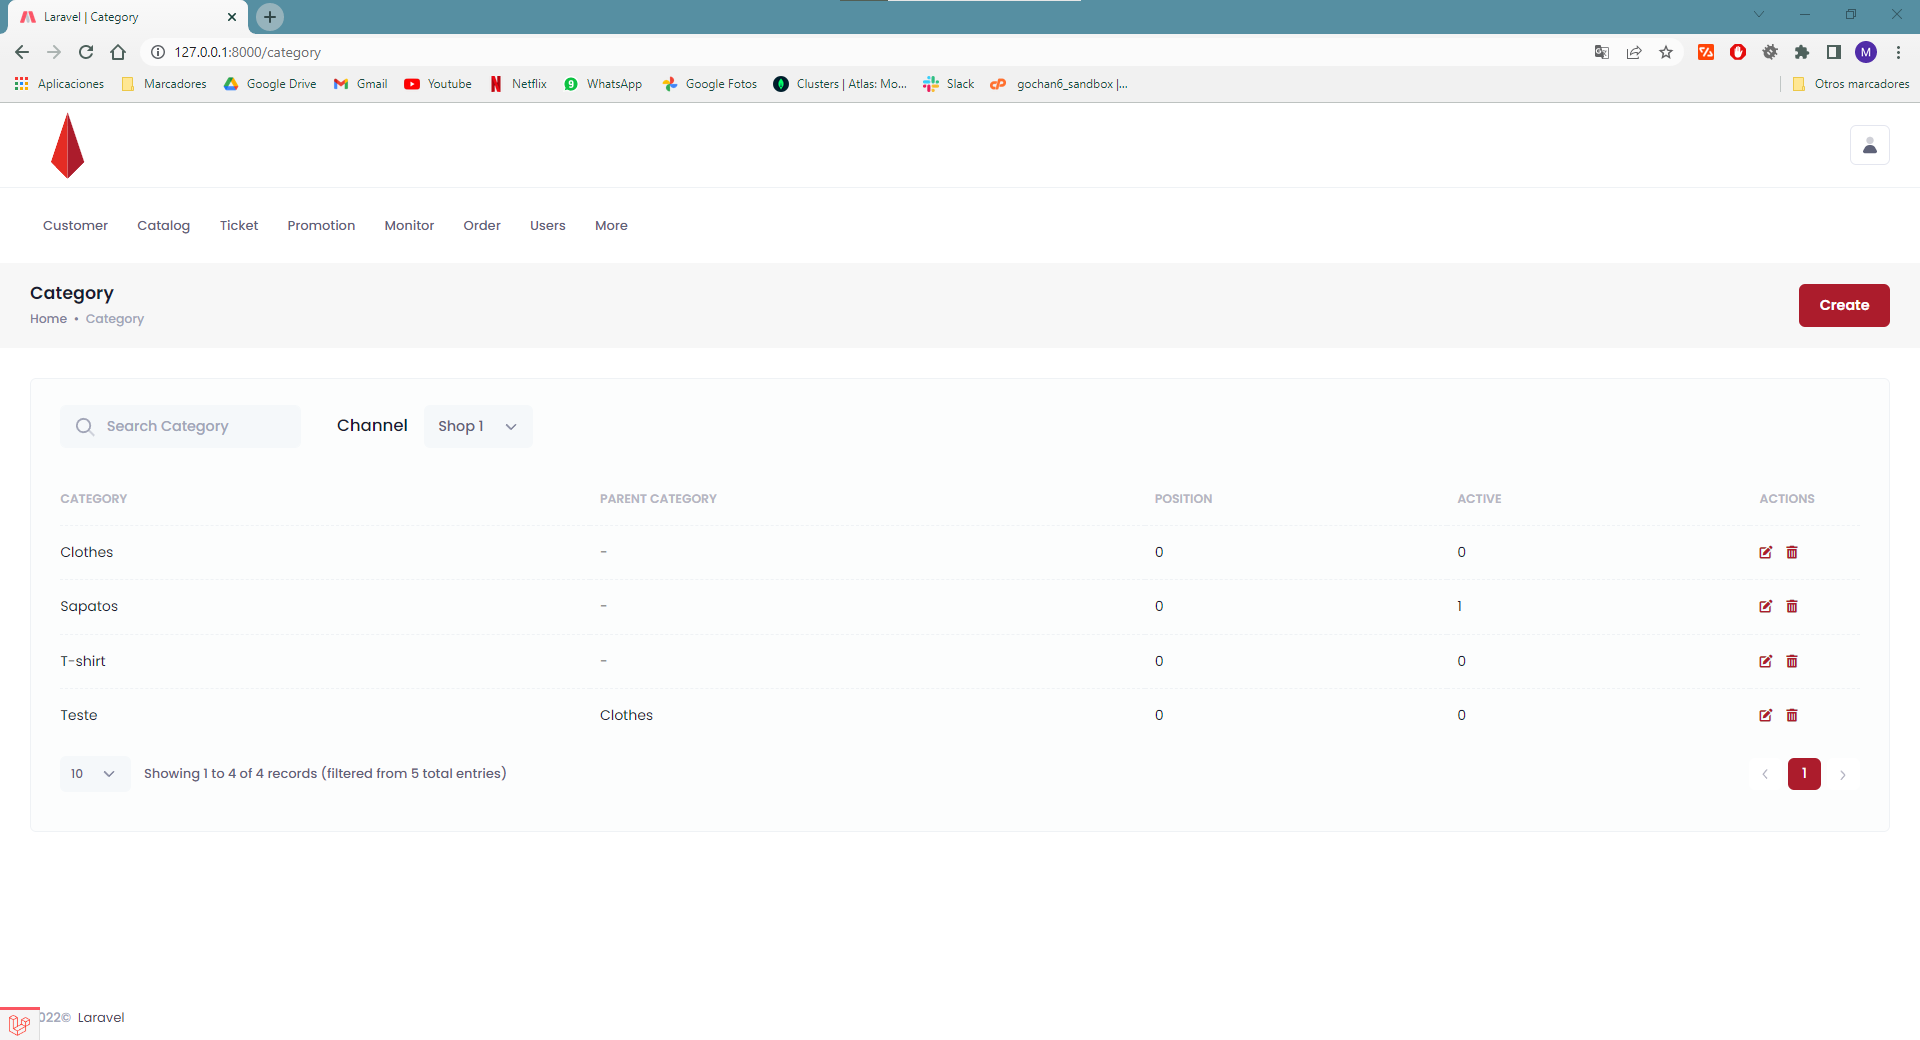 Laravel | Category
127.0.0.1:8000/category
M
Aplicaciones Marcadores Google Drive Gmail Youtube Netflix WhatsApp Google Fotos Clusters | Atlas: Mo... Slack gochan6_sandbox |... Otros marcadores
Customer Catalog Ticket Promotion Monitor Order Users More
Category
Home • Category
Create
Search Category Channel Shop 1
CATEGORY PARENT CATEGORY POSITION ACTIVE ACTIONS
Clothes - 0 0
Sapatos - 0 1
T-shirt - 0 0
Teste Clothes 0 0
10 Showing 1 to 4 of 4 records (filtered from 5 total entries) 1
022© Laravel